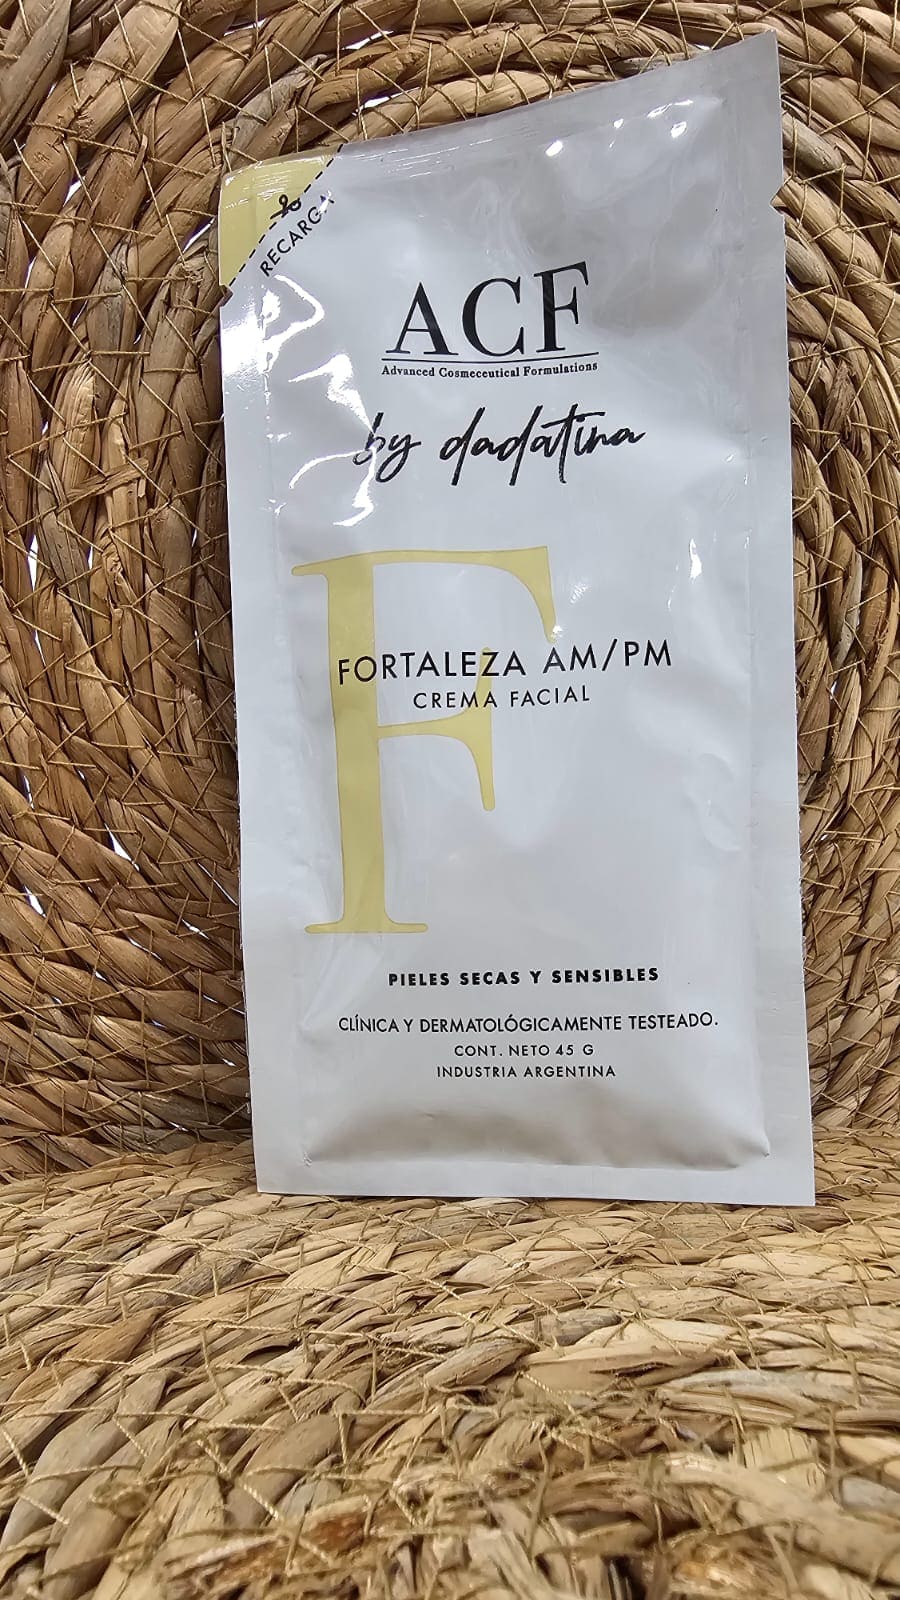 RECARGA
ACF
Advanced Cosmeceutical Formulations
by dadatina
F
FORTALEZA AM/PM
CREMA FACIAL
PIELES SECAS Y SENSIBLES
CLÍNICA Y DERMATOLÓGICAMENTE TESTEADO.
CONT. NETO 45 G
INDUSTRIA ARGENTINA